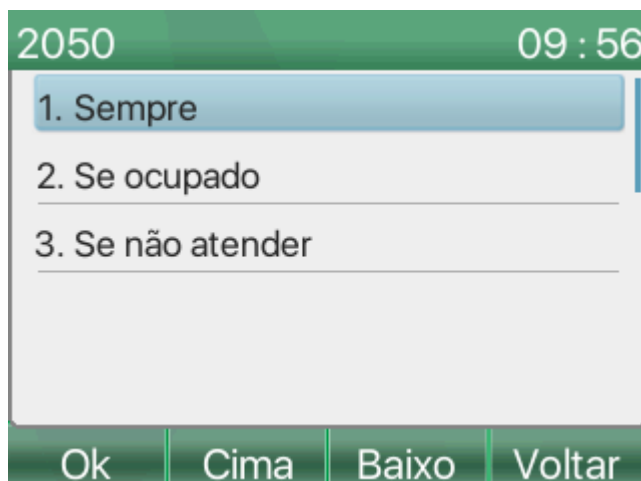 2050 09 : 56
1. Sempre
2. Se ocupado
3. Se não atender
Ok Cima Baixo Voltar